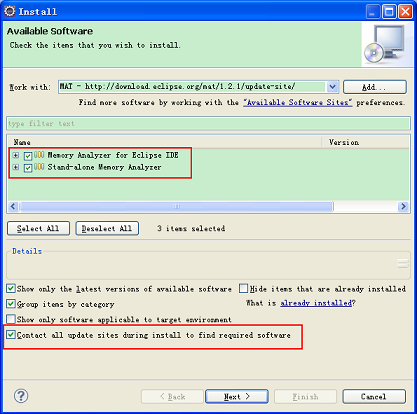 Install
Available Software
Check the items that you wish to install.
Work with: MAT - http://download.eclipse.org/mat/1.2.1/update-site/ Add...
Find more software by working with the "Available Software Sites" preferences.
type filter text
Name Version
Memory Analyzer for Eclipse IDE
Stand-alone Memory Analyzer
Select All Deselect All 3 items selected
Details
Show only the latest versions of available software Hide items that are already installed
Group items by category What is already installed?
Show only software applicable to target environment
Contact all update sites during install to find required software
? < Back Next > Finish Cancel